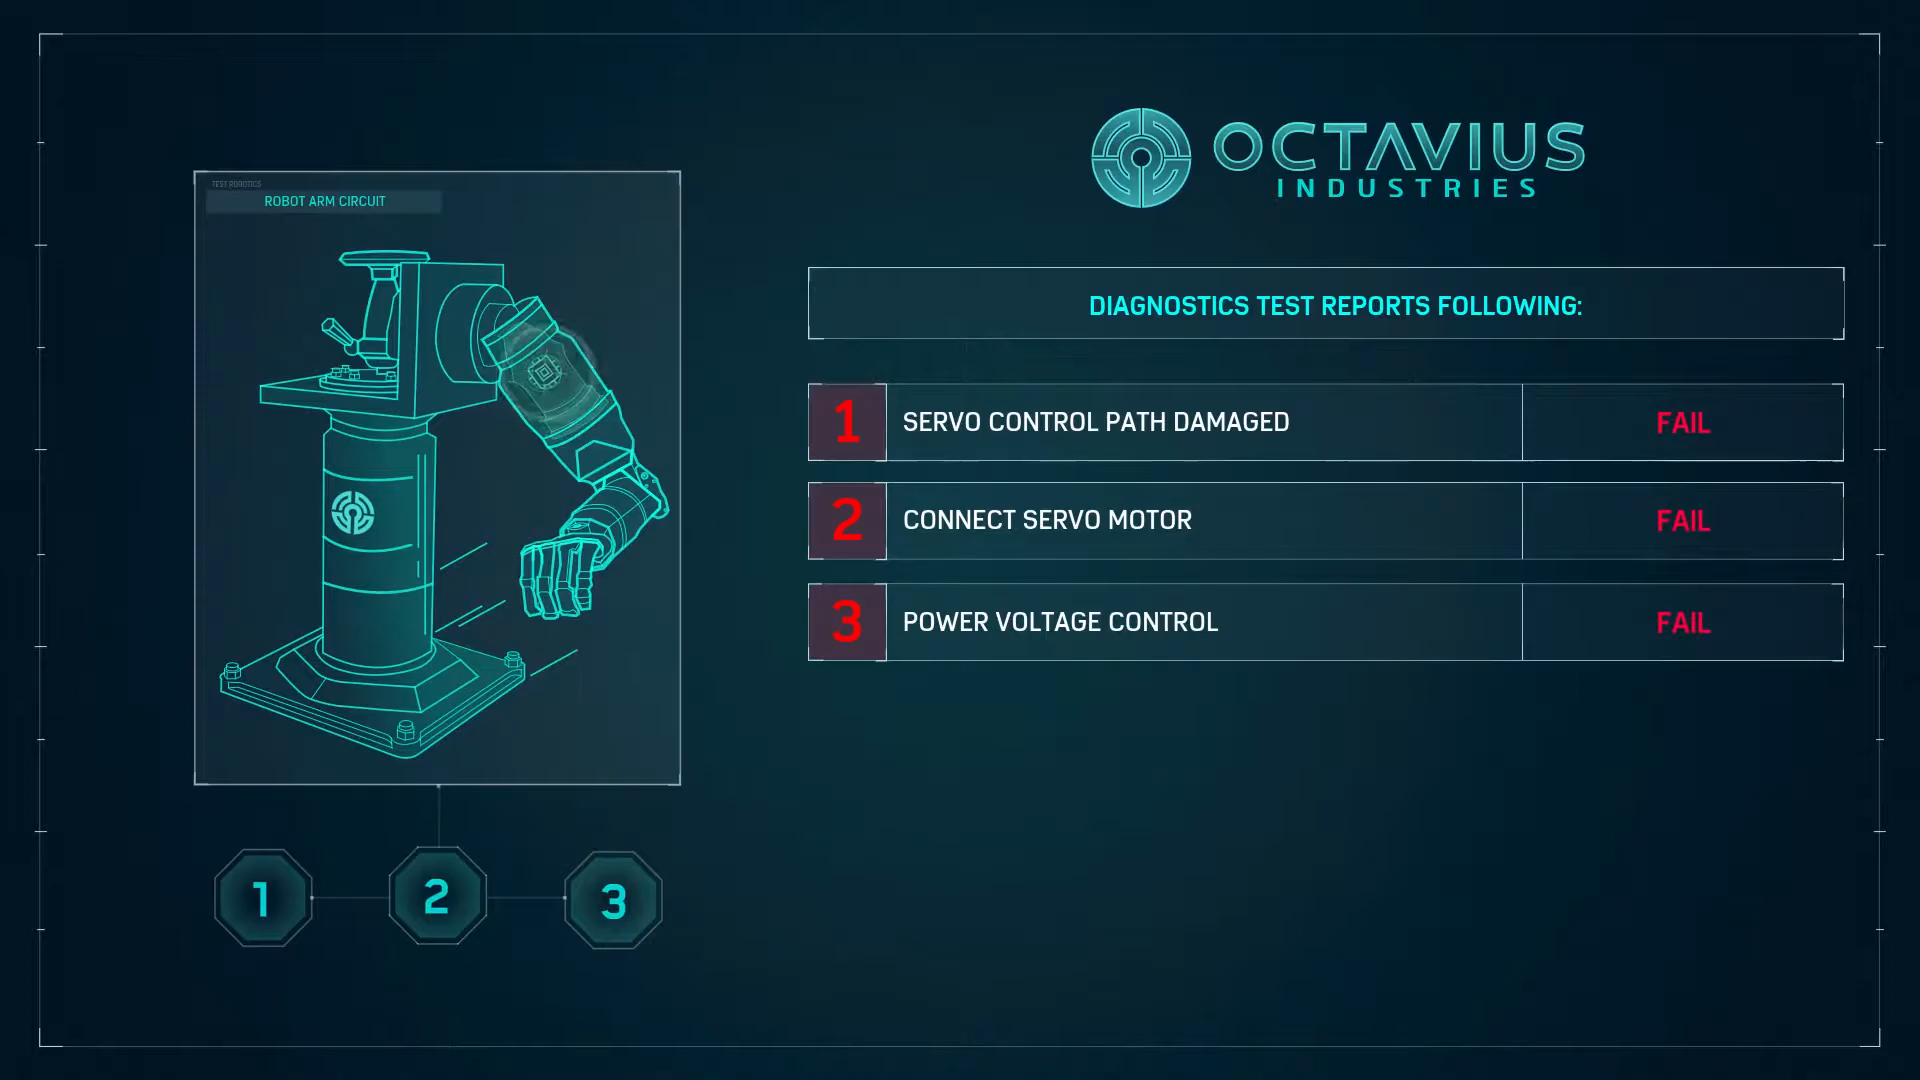 OCTAVIUS
INDUSTRIES
TEST ROBOTICS
ROBOT ARM CIRCUIT
DIAGNOSTICS TEST REPORTS FOLLOWING:
1 SERVO CONTROL PATH DAMAGED FAIL
2 CONNECT SERVO MOTOR FAIL
3 POWER VOLTAGE CONTROL FAIL
1 2 3